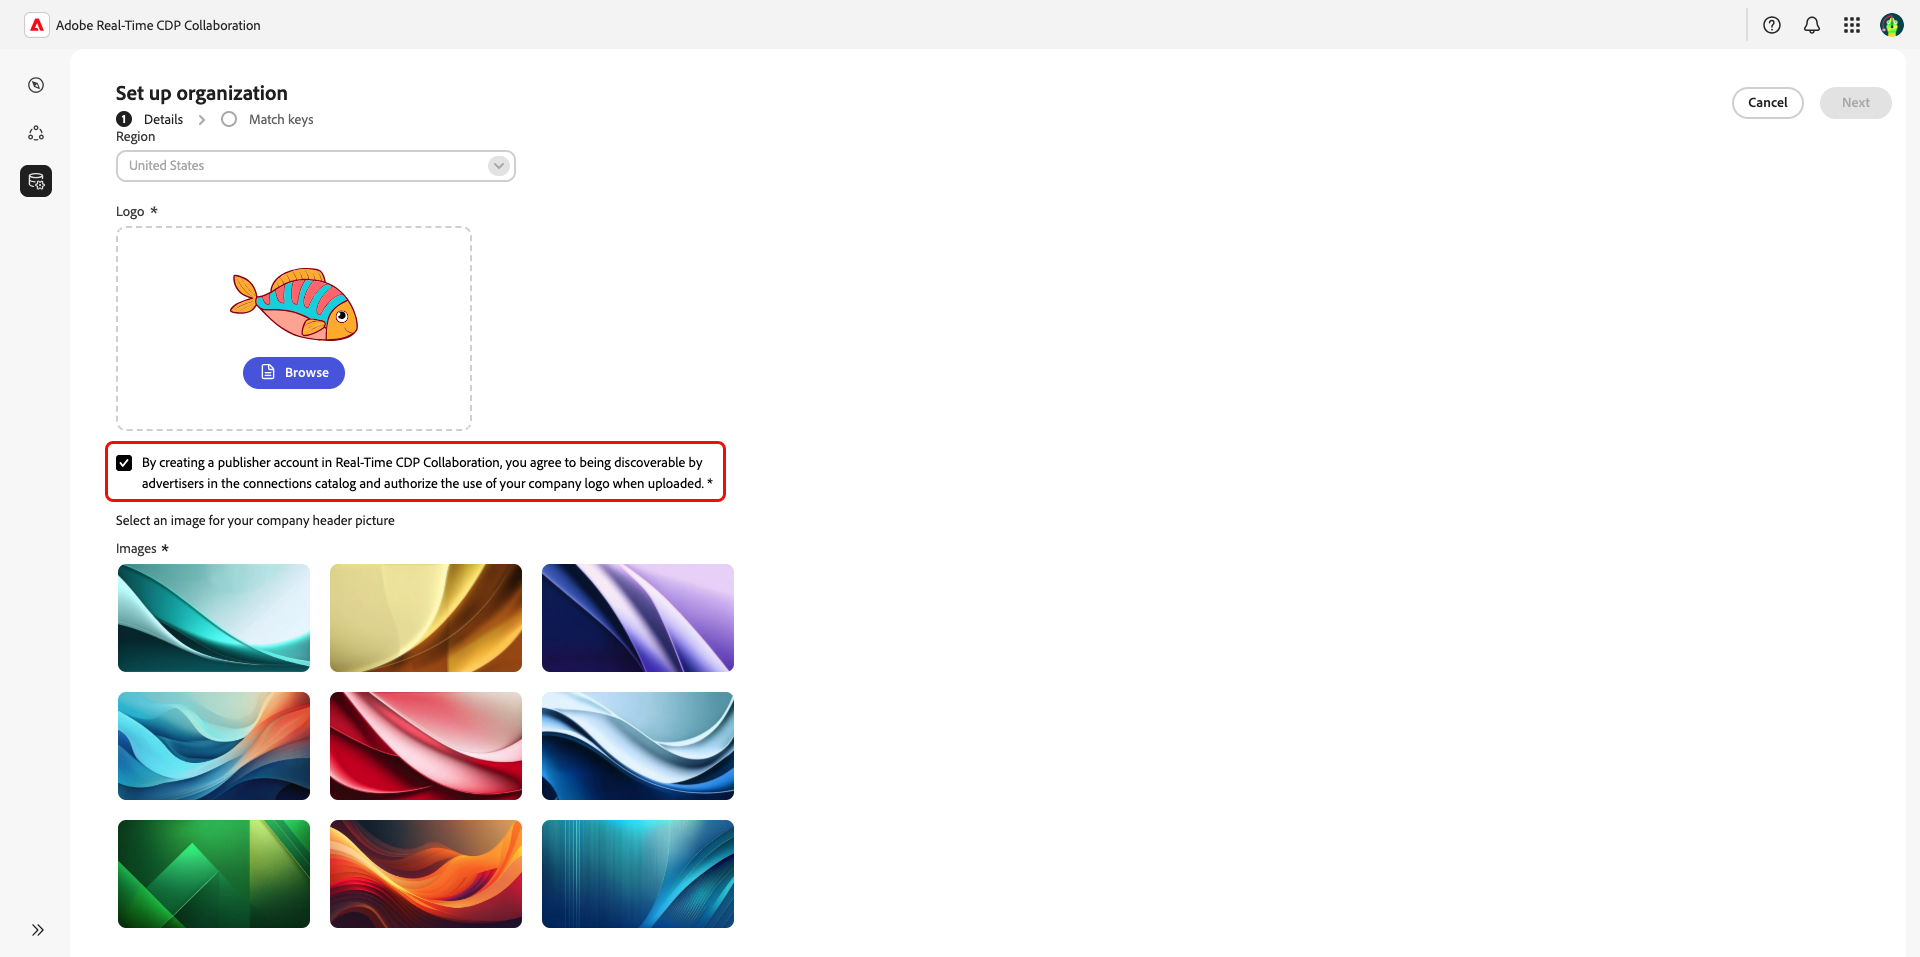 Adobe Real-Time CDP Collaboration
Set up organization
Cancel
Next
1 Details
Match keys
Region
United States
Logo *
Browse
By creating a publisher account in Real-Time CDP Collaboration, you agree to being discoverable by
advertisers in the connections catalog and authorize the use of your company logo when uploaded. *
Select an image for your company header picture
Images *